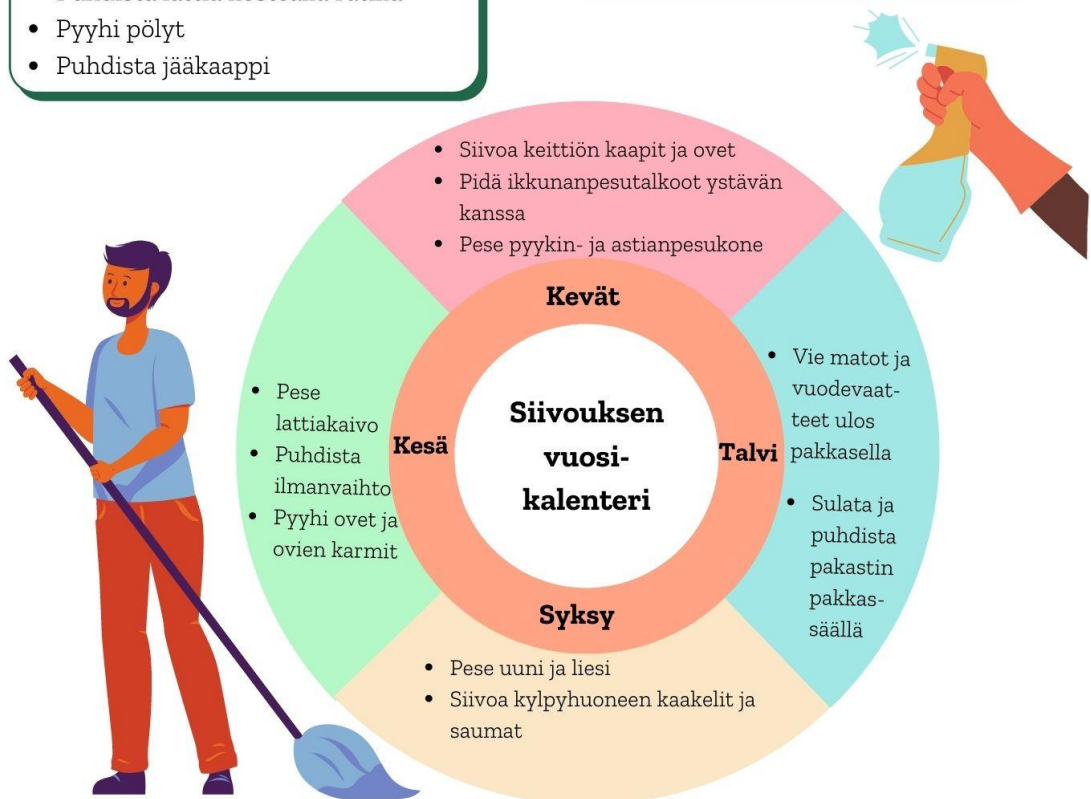 Pyyhi pölyt
Puhdista jääkaappi
Siivoa keittiön kaapit ja ovet
Pidä ikkunanpesutalkoot ystävän
kanssa
Pese pyykin- ja astianpesukone
Kevät
Vie matot ja
vuodevaat-
teet ulos
pakkasella
Sulata ja
puhdista
pakastin
pakkas-
säällä
Talvi
Siivouksen
vuosi-
kalenteri
Kesä
Pese
lattiakaivo
Puhdista
ilmanvaihto
Pyyhi ovet ja
ovien karmit
Syksy
Pese uuni ja liesi
Siivoa kylpyhuoneen kaakelit ja
saumat